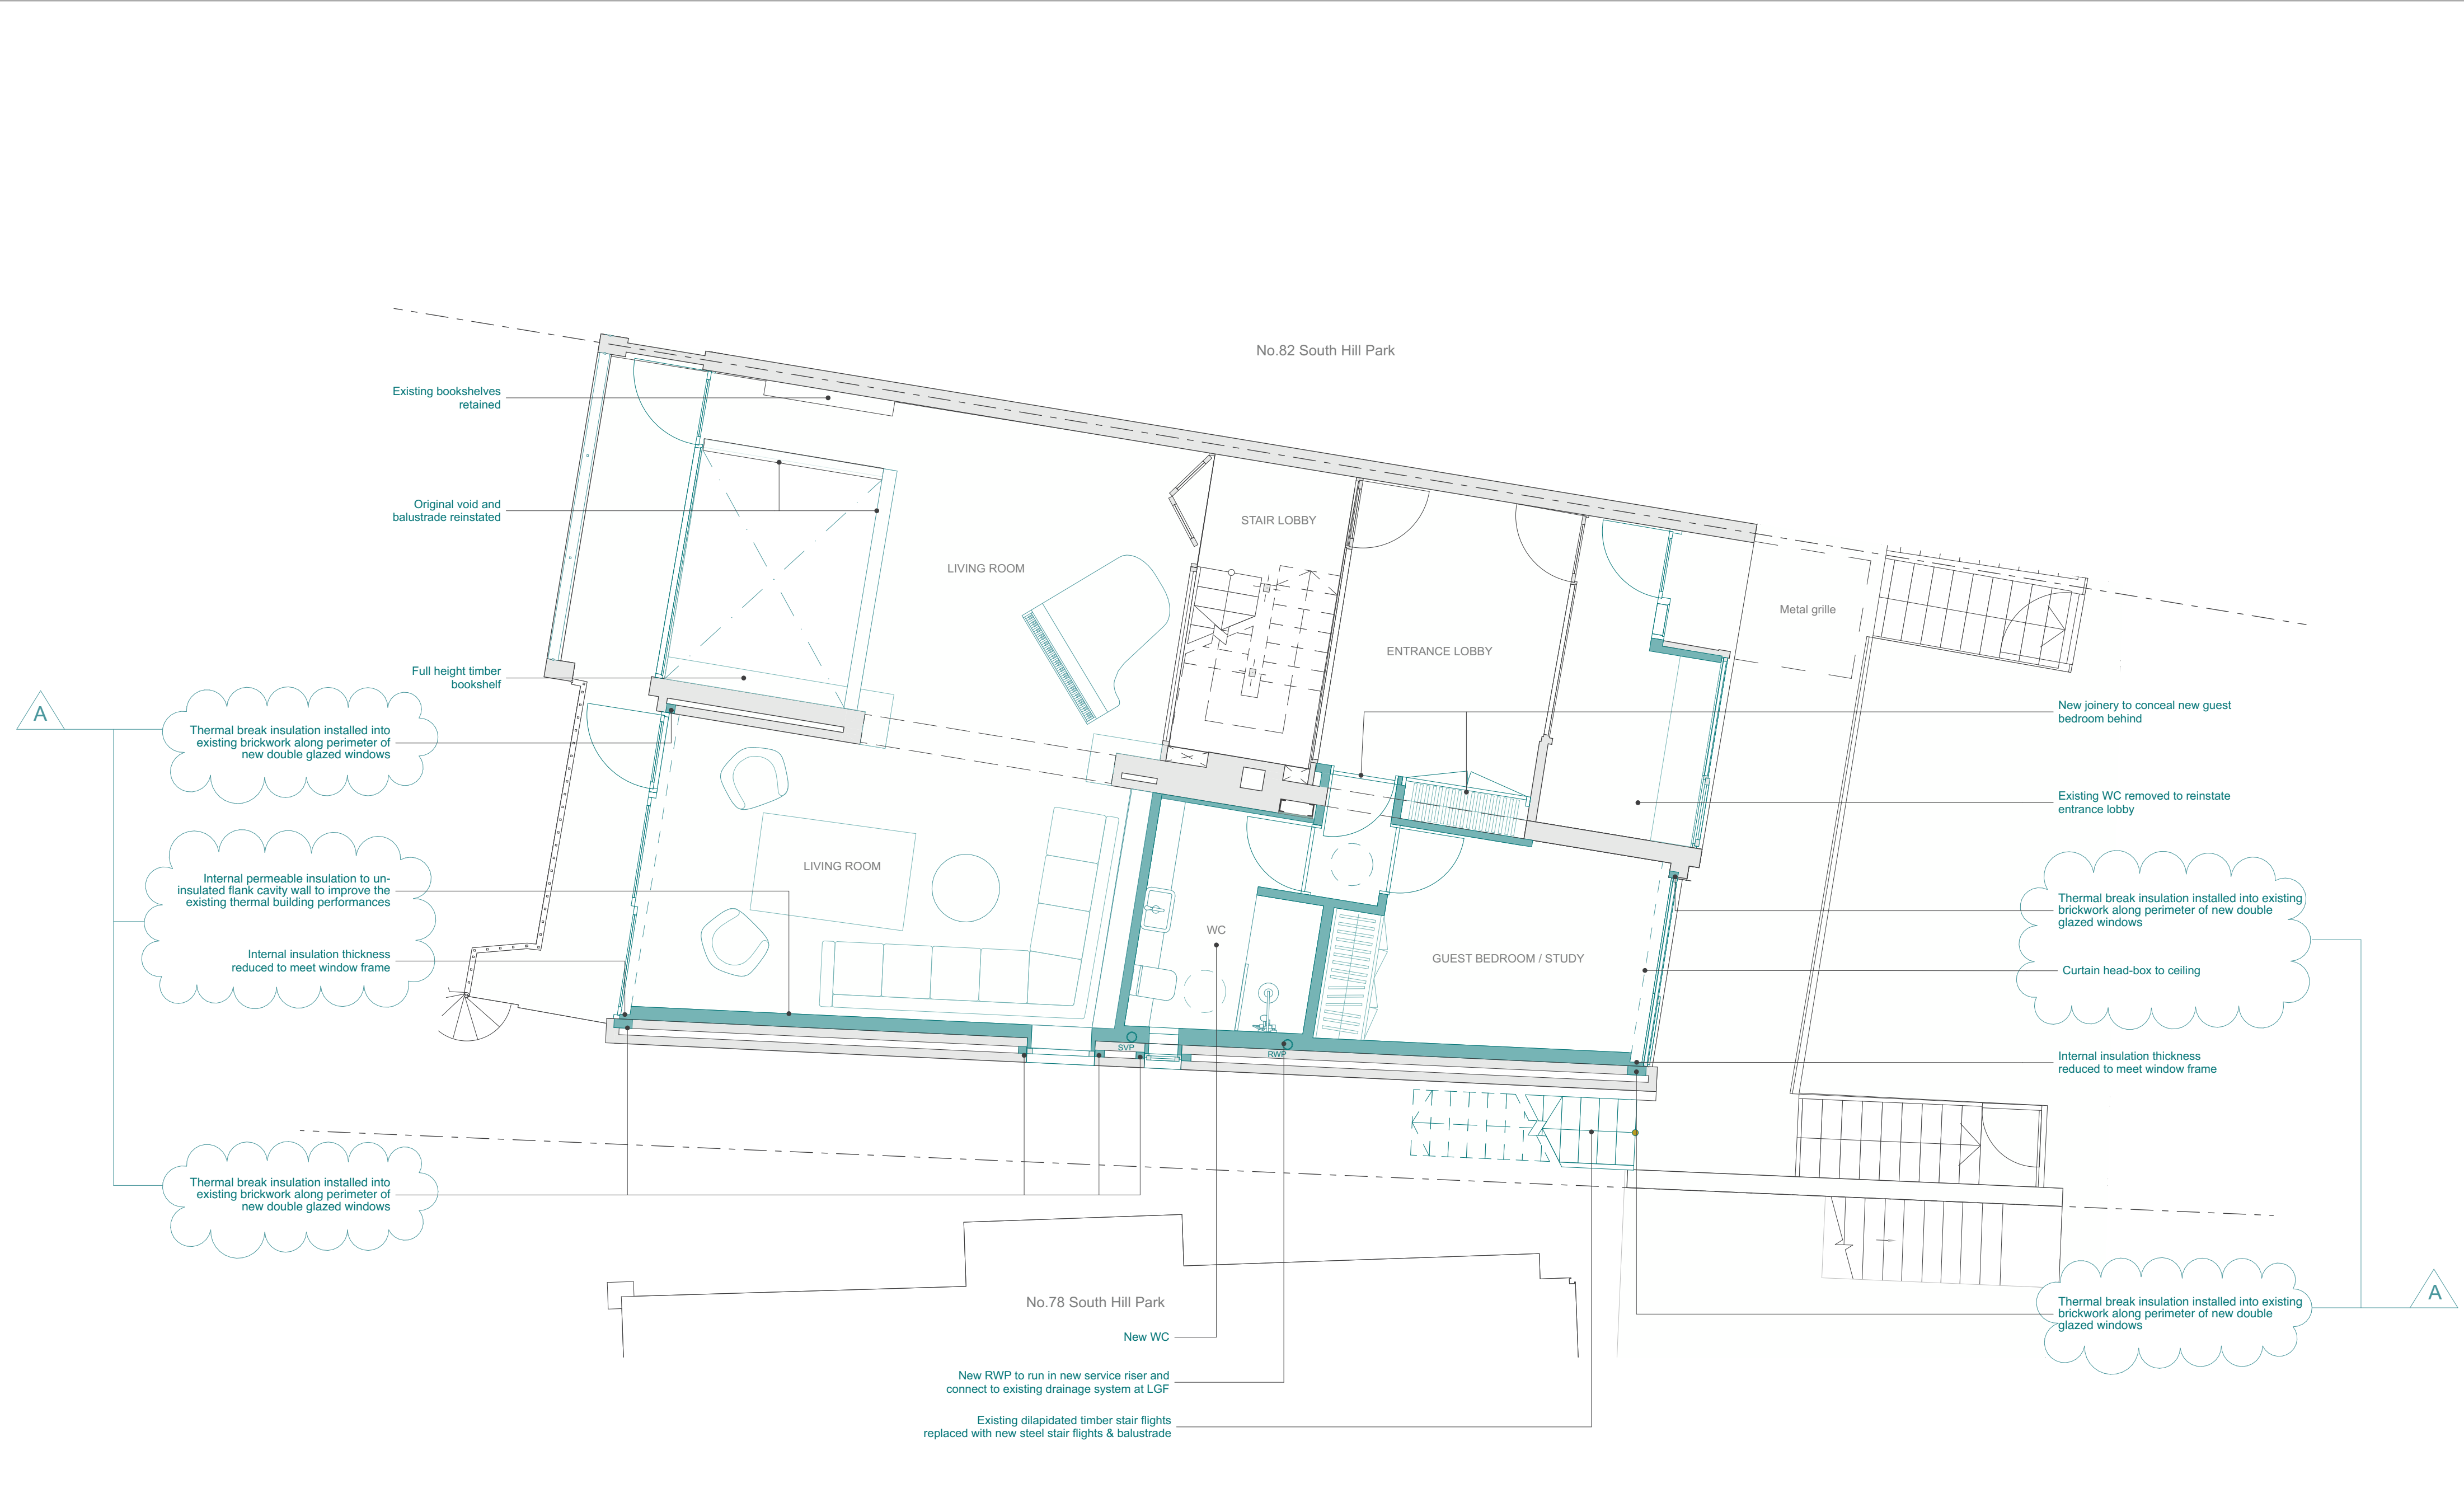 No.82 South Hill Park
Existing bookshelves
retained
Original void and
balustrade reinstated
STAIR LOBBY
LIVING ROOM
Metal grille
ENTRANCE LOBBY
Full height timber
bookshelf
A
Thermal break insulation installed into
existing brickwork along perimeter of
new double glazed windows
New joinery to conceal new guest
bedroom behind
Existing WC removed to reinstate
entrance lobby
LIVING ROOM
Internal permeable insulation to un-
insulated flank cavity wall to improve the
existing thermal building performances
Internal insulation thickness
reduced to meet window frame
WC
GUEST BEDROOM / STUDY
Thermal break insulation installed into existing
brickwork along perimeter of new double
glazed windows
Curtain head-box to ceiling
SVP
RWP
Internal insulation thickness
reduced to meet window frame
Thermal break insulation installed into
existing brickwork along perimeter of
new double glazed windows
Thermal break insulation installed into existing
brickwork along perimeter of new double
glazed windows
A
No.78 South Hill Park
New WC
New RWP to run in new service riser and
connect to existing drainage system at LGF
Existing dilapidated timber stair flights
replaced with new steel stair flights & balustrade